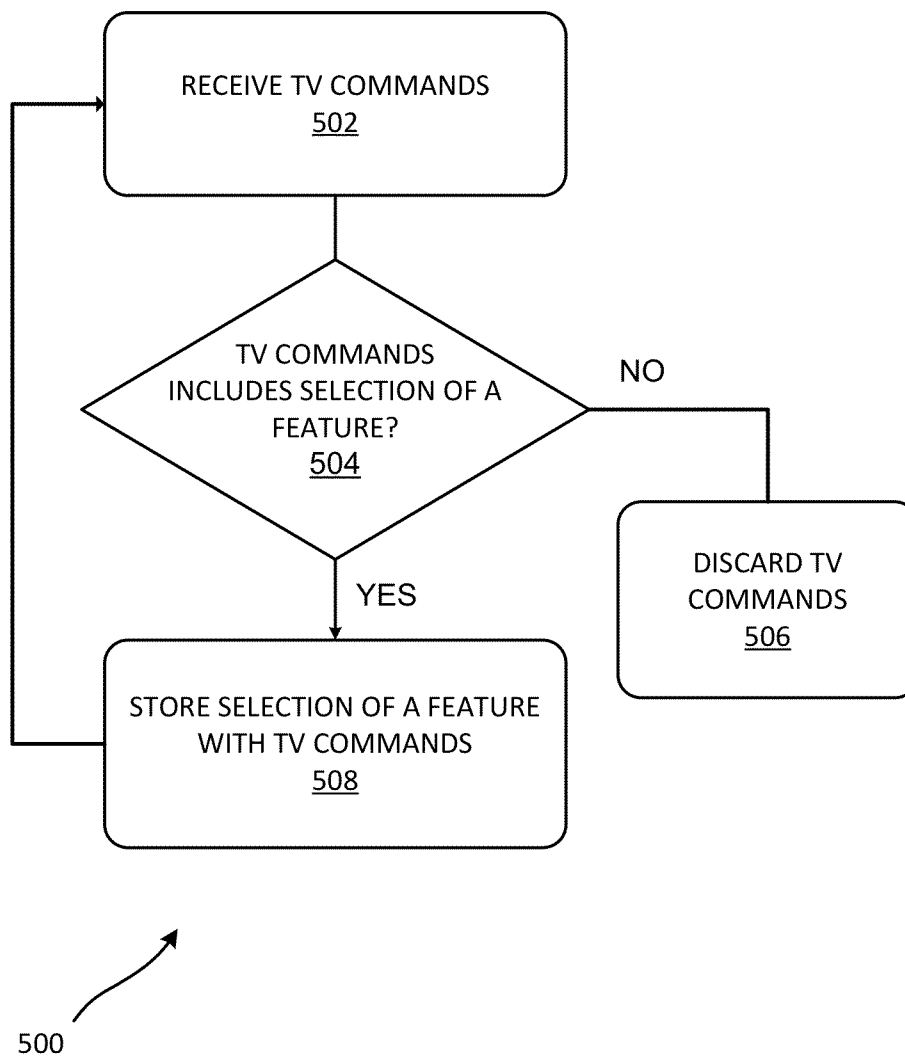 RECEIVE TV COMMANDS
502
TV COMMANDS
INCLUDES SELECTION OF A
FEATURE?
504
NO
YES
DISCARD TV
COMMANDS
506
STORE SELECTION OF A FEATURE
WITH TV COMMANDS
508
500